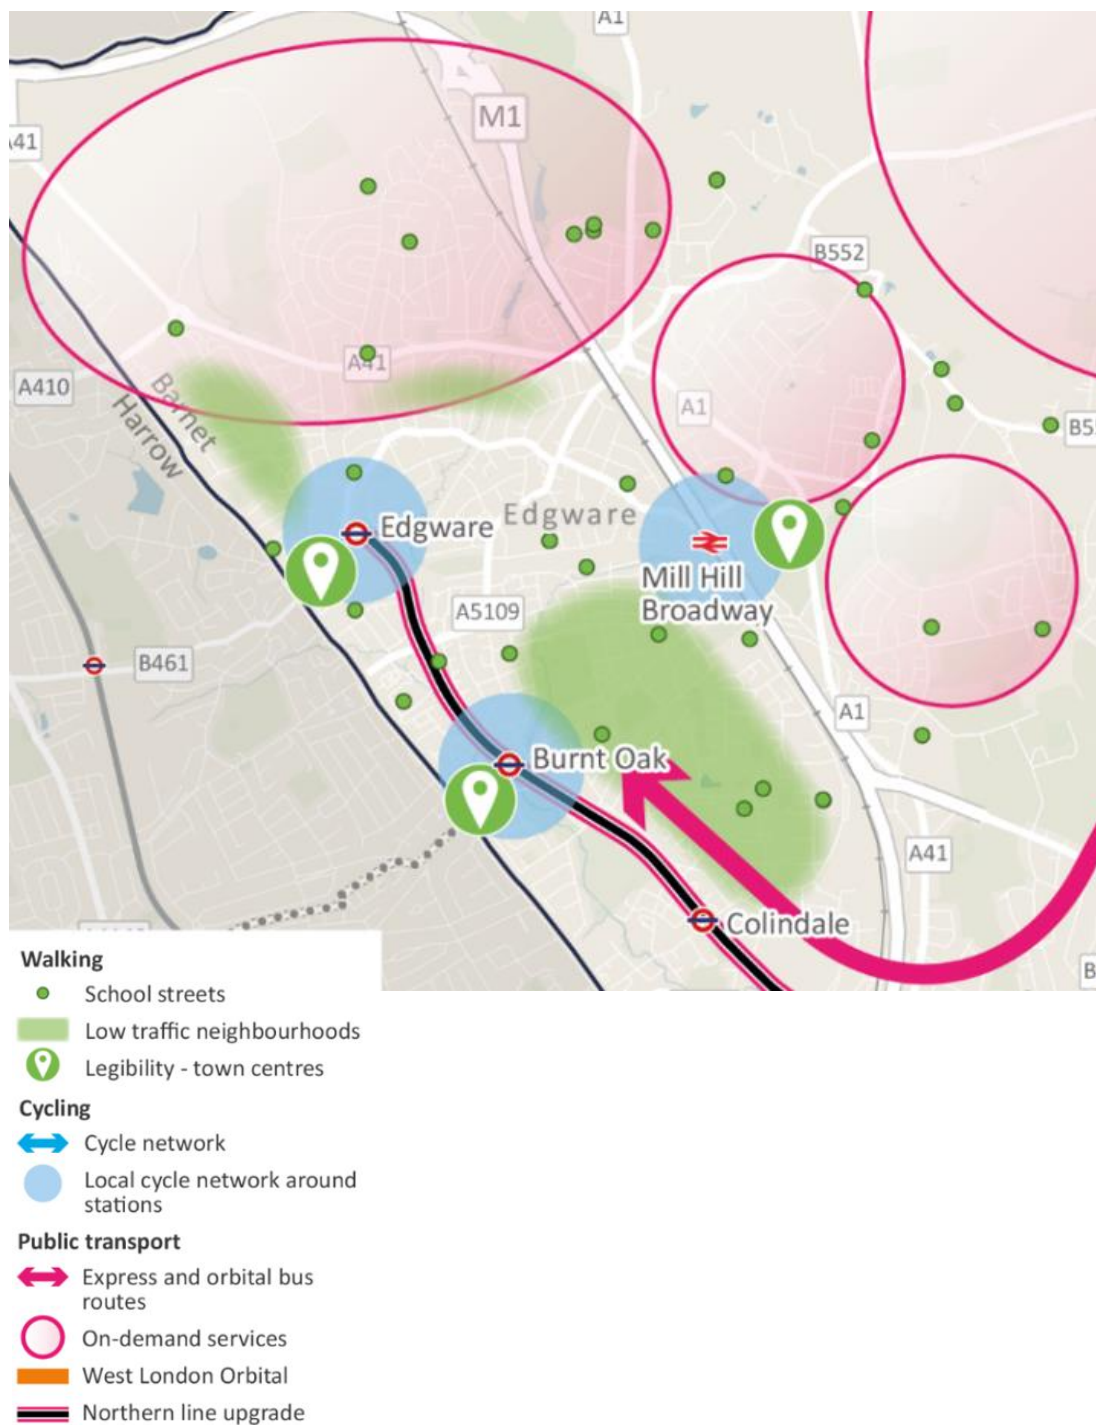 A1
M1
A41
B552
A410
Barnet
Harrow
A41
A1
B5
Edgware
Edgware
Mill Hill
Broadway
A5109
B461
A1
Burnt Oak
A41
Colindale
B
Walking
School streets
Low traffic neighbourhoods
Legibility - town centres
Cycling
Cycle network
Local cycle network around
stations
Public transport
Express and orbital bus
routes
On-demand services
West London Orbital
Northern line upgrade